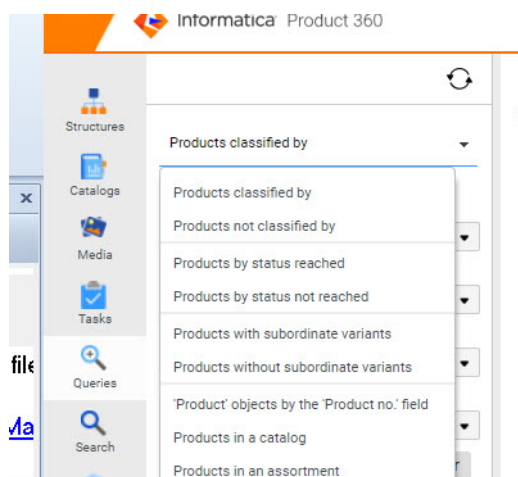 Informatica Product 360
Structures
Products classified by
Catalogs
Products classified by
Products not classified by
Media
Products by status reached
Products by status not reached
Tasks
Products with subordinate variants
Products without subordinate variants
file
Queries
'Product' objects by the 'Product no.' field
Products in a catalog
Ma
Search
Products in an assortment
r